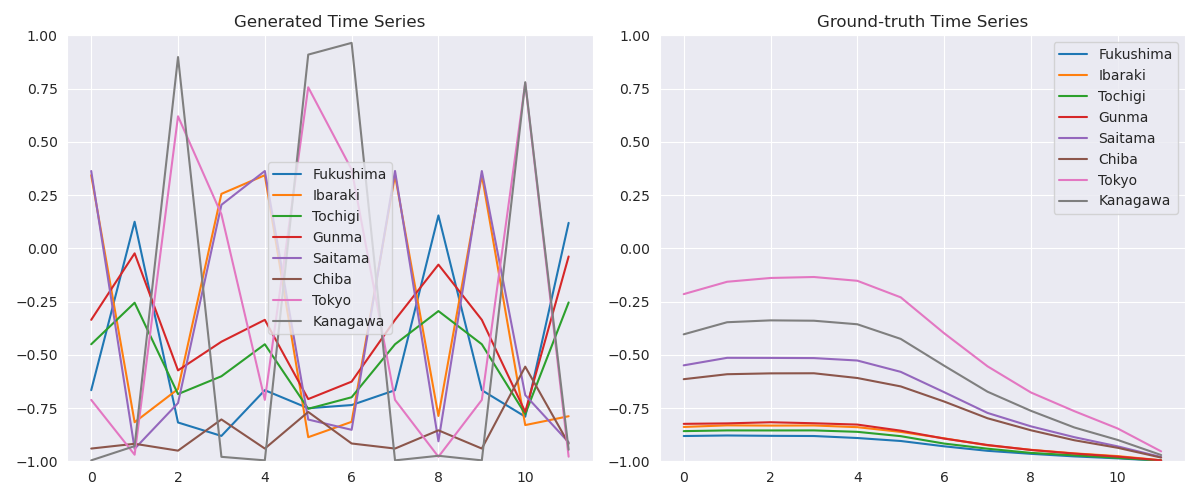 Generated Time Series
1.00
0.75
0.50
0.25
0.00
−0.25
−0.50
−0.75
−1.00
0 2 4 6 8 10
Fukushima
Ibaraki
Tochigi
Gunma
Saitama
Chiba
Tokyo
Kanagawa
Ground-truth Time Series
1.00
0.75
0.50
0.25
0.00
−0.25
−0.50
−0.75
−1.00
0 2 4 6 8 10
Fukushima
Ibaraki
Tochigi
Gunma
Saitama
Chiba
Tokyo
Kanagawa